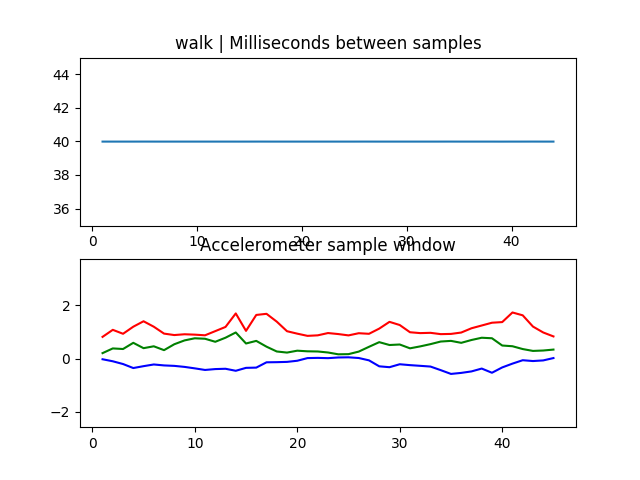 walk | Milliseconds between samples
44
42
40
38
36
0 10 20 30 40
Accelerometer sample window
2
0
−2
0 10 20 30 40